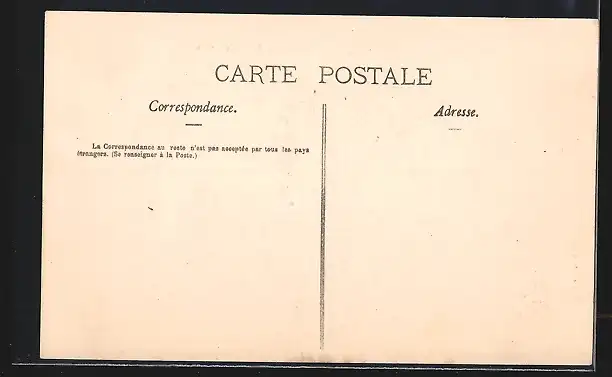 CARTE POSTALE
Correspondance.
Adresse.
La Correspondance au recto n'est pas acceptée par tous les pays
étrangers. (Se renseigner à la Poste.)